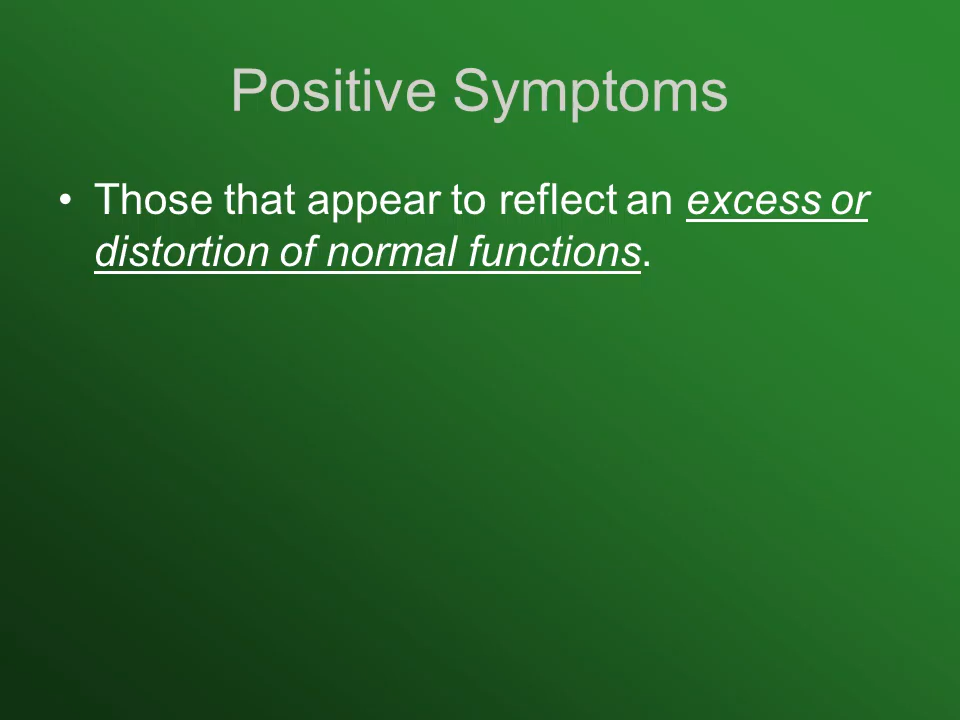 Positive Symptoms
• Those that appear to reflect an excess or
distortion of normal functions.